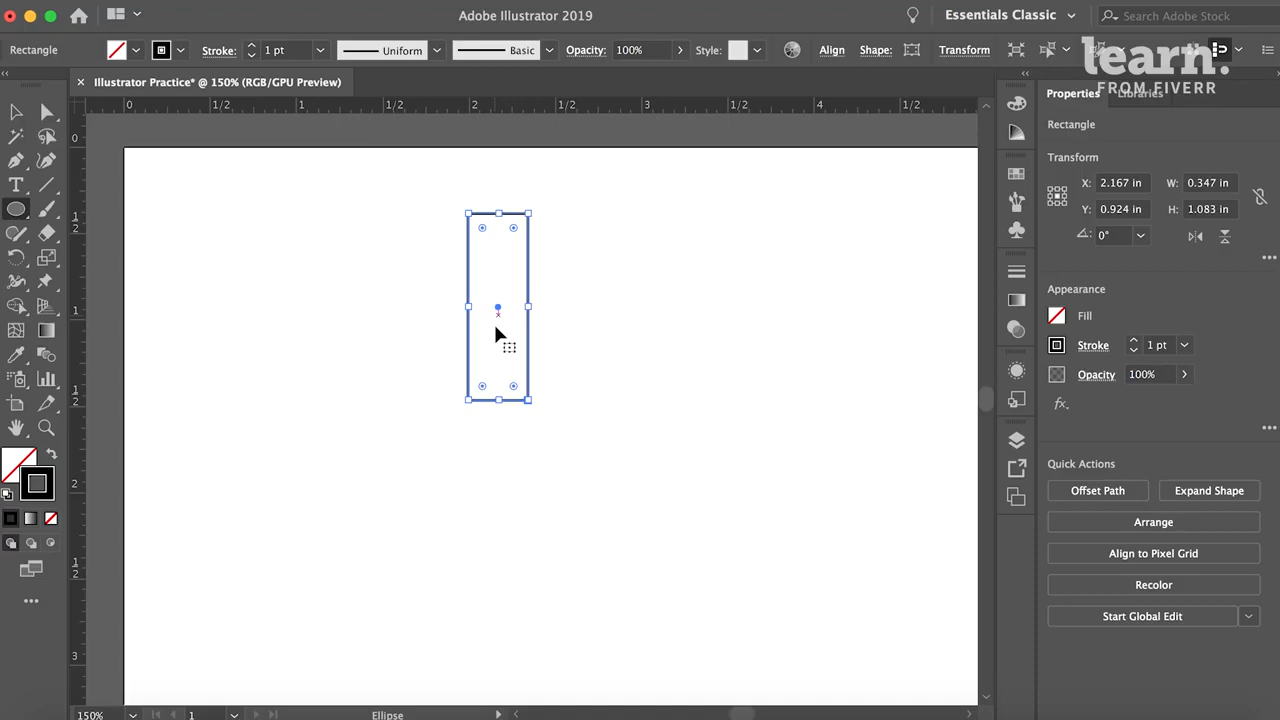 Adobe Illustrator 2019
Essentials Classic
Search Adobe Stock
Rectangle
Stroke: 1 pt Uniform Basic Opacity: 100% Style: Align Shape: Transform
learn.
FROM FIVERR
× Illustrator Practice* @ 150% (RGB/GPU Preview)
0 1/2 1 1/2 2 1/2 3 1/2 4 1/2
Properties Libraries
Rectangle
Transform
X: 2.167 in W: 0.347 in
Y: 0.924 in H: 1.083 in
0°
Appearance
Fill
Stroke 1 pt
Opacity 100%
fx
Quick Actions
Offset Path Expand Shape
Arrange
Align to Pixel Grid
Recolor
Start Global Edit
0
1
2
1
1
2
2
1
2
3
150% 1 Ellipse